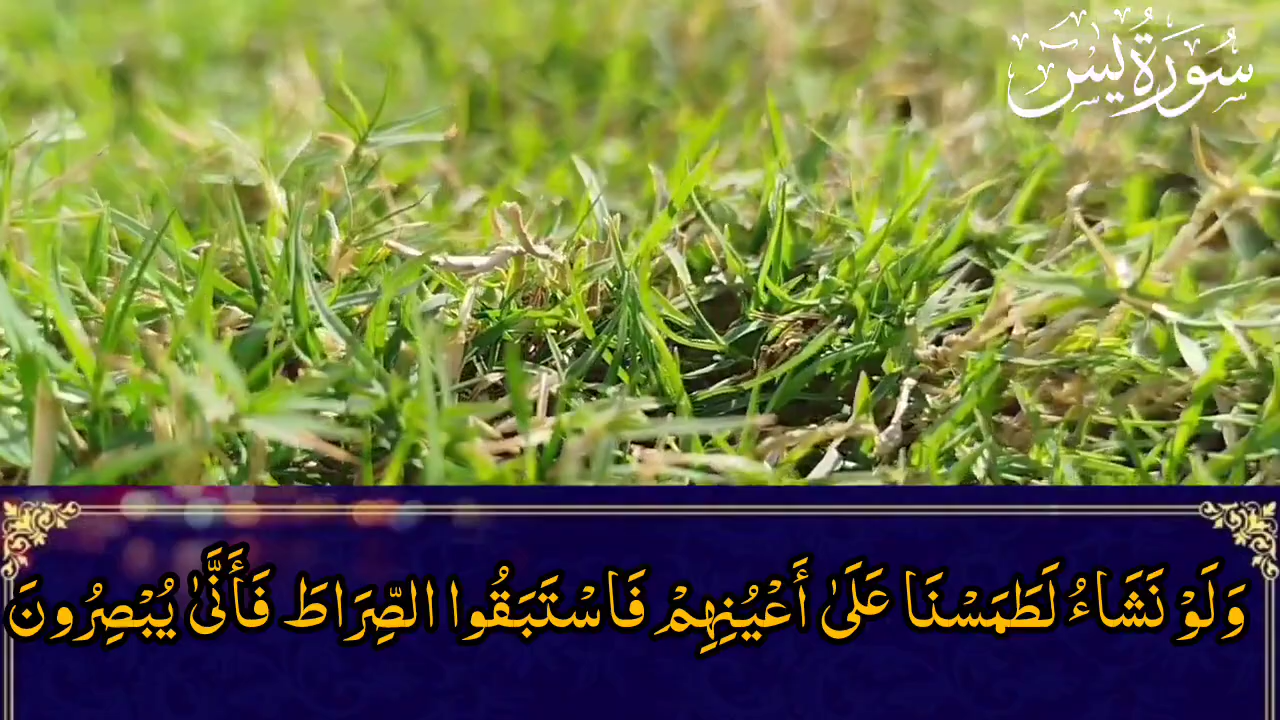 سُورَةُ يسٓ
وَلَوْ نَشَاءُ لَطَمَسْنَا عَلَىٰ أَعْيُنِهِمْ فَاسْتَبَقُوا الصِّرَاطَ فَأَنَّىٰ يُبْصِرُونَ